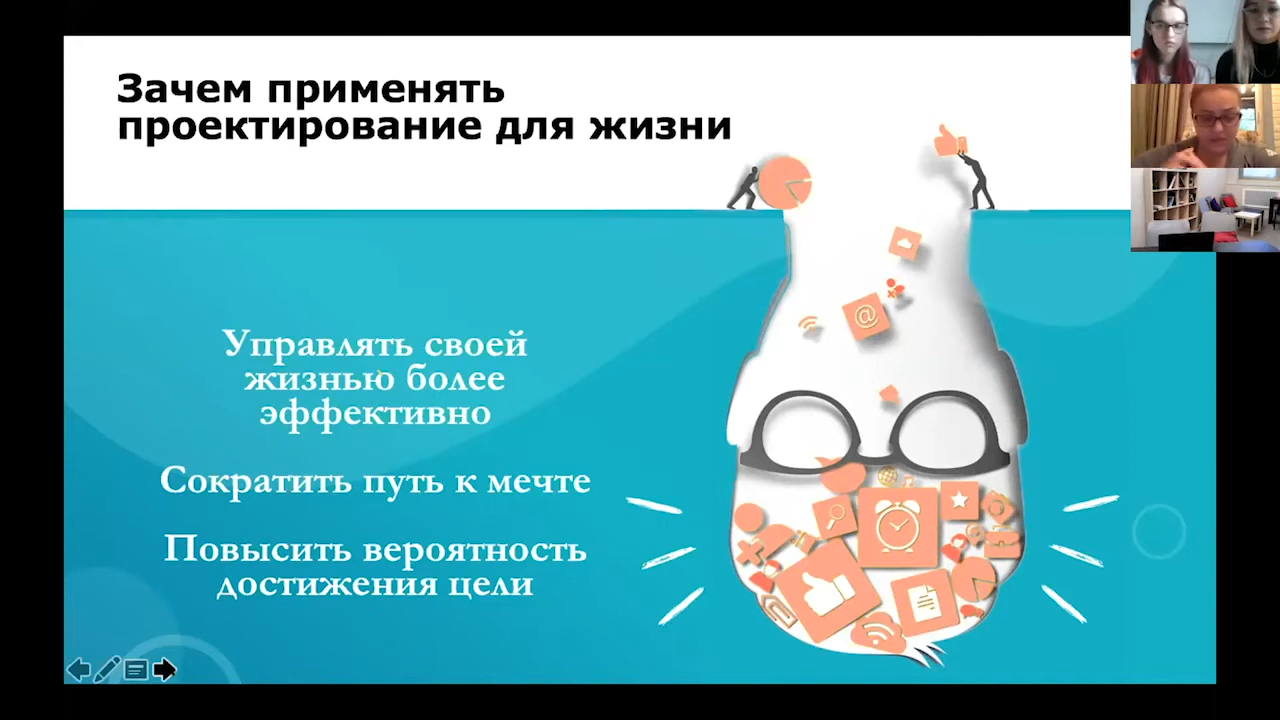 Зачем применять
проектирование для жизни
Управлять своей
жизнью более
эффективно
Сократить путь к мечте
Повысить вероятность
достижения цели
@